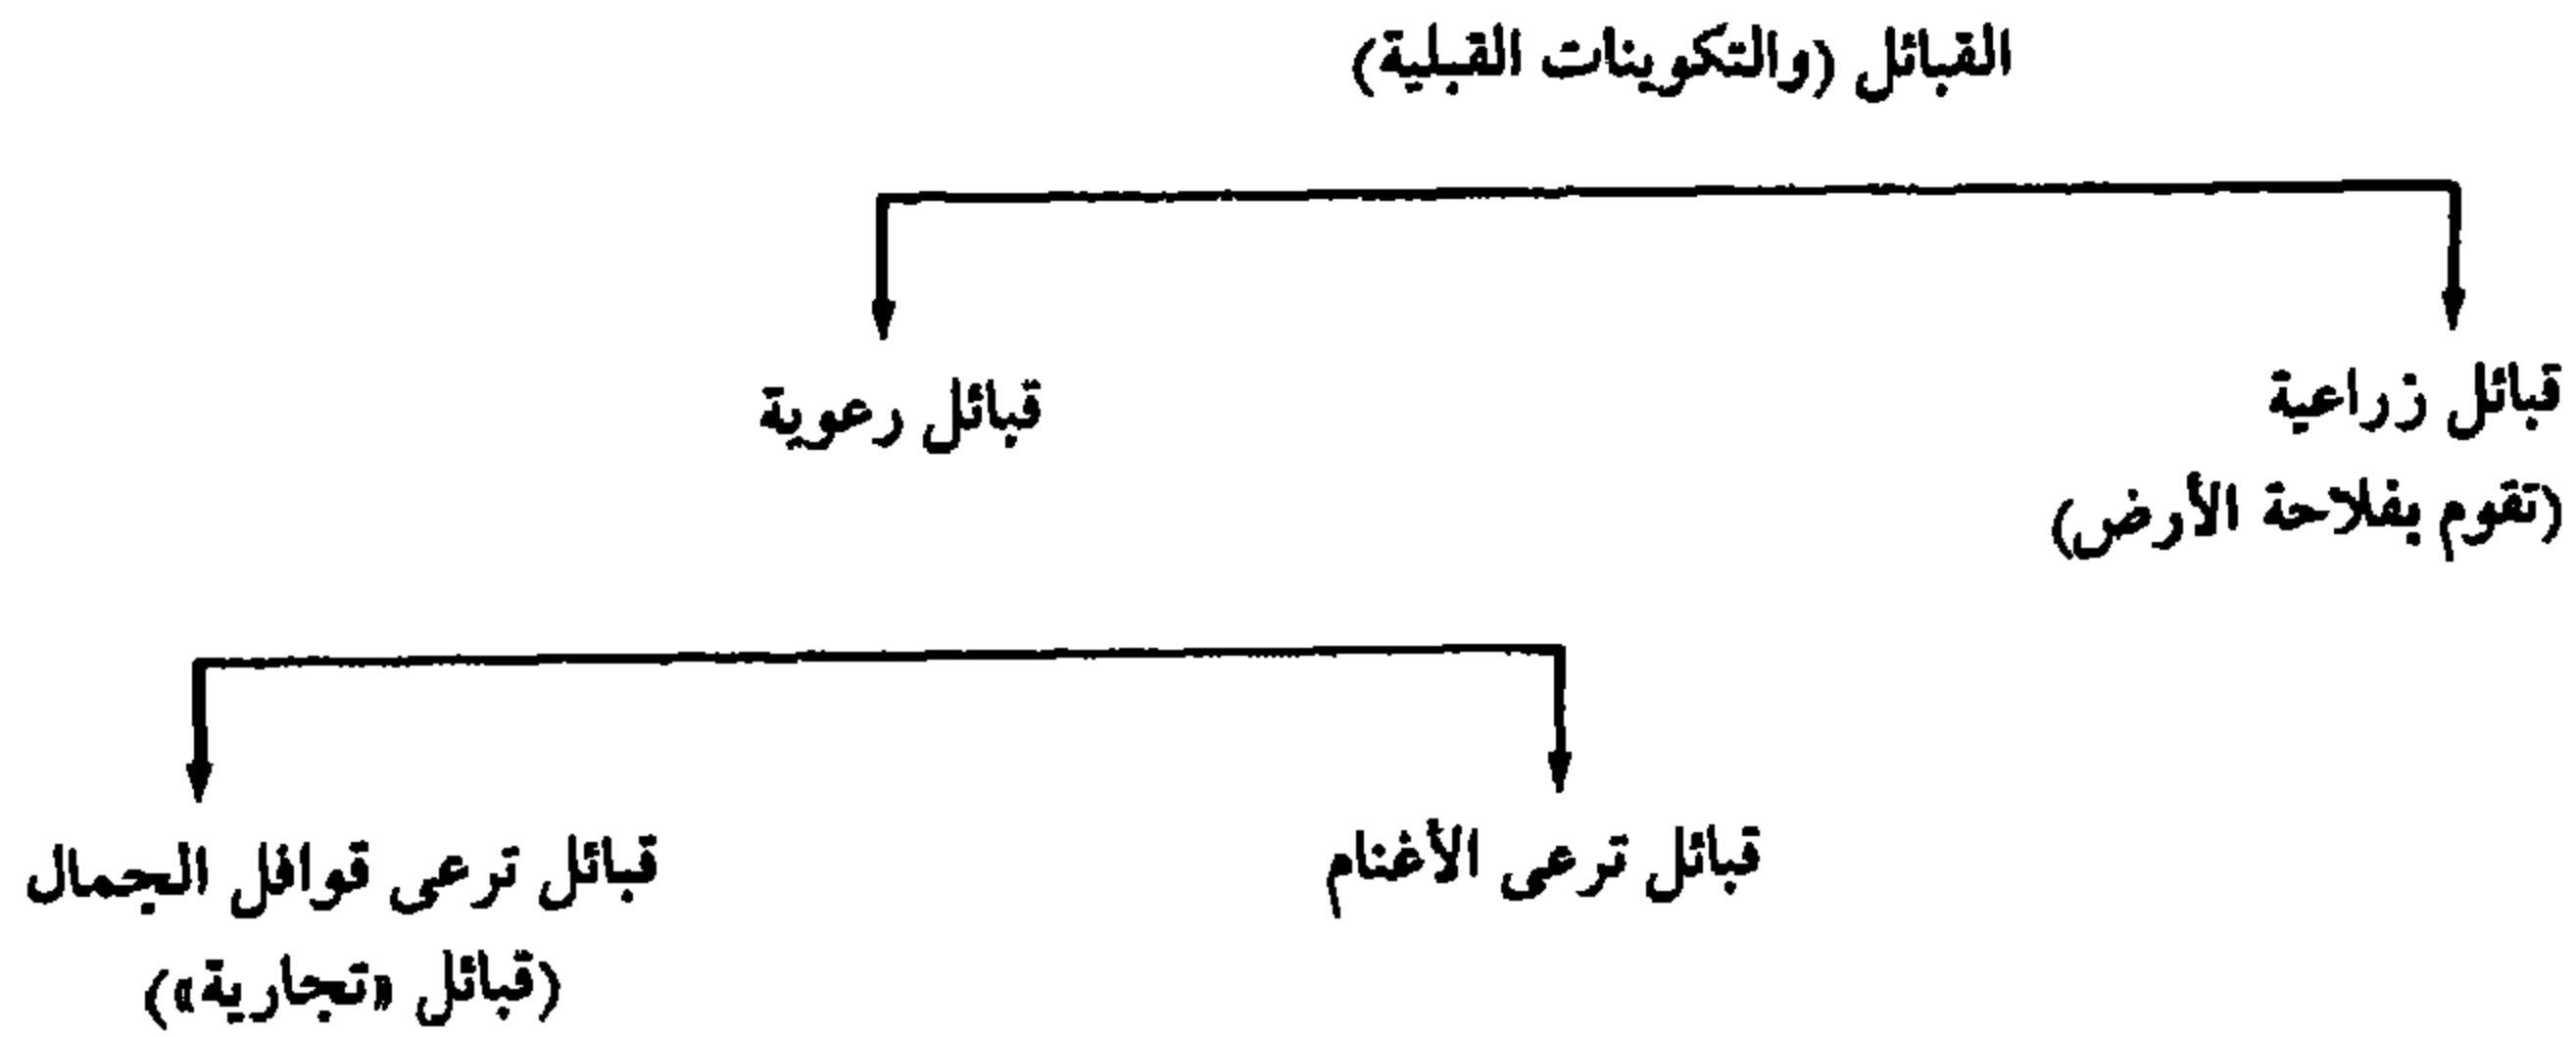 القبائل (والتكوينات القبلية)
قبائل زراعية
(تقوم بفلاحة الأرض)
قبائل رعوية
قبائل ترعى الأغنام
قبائل ترعى قوافل الجمال
(قبائل «تجارية»)